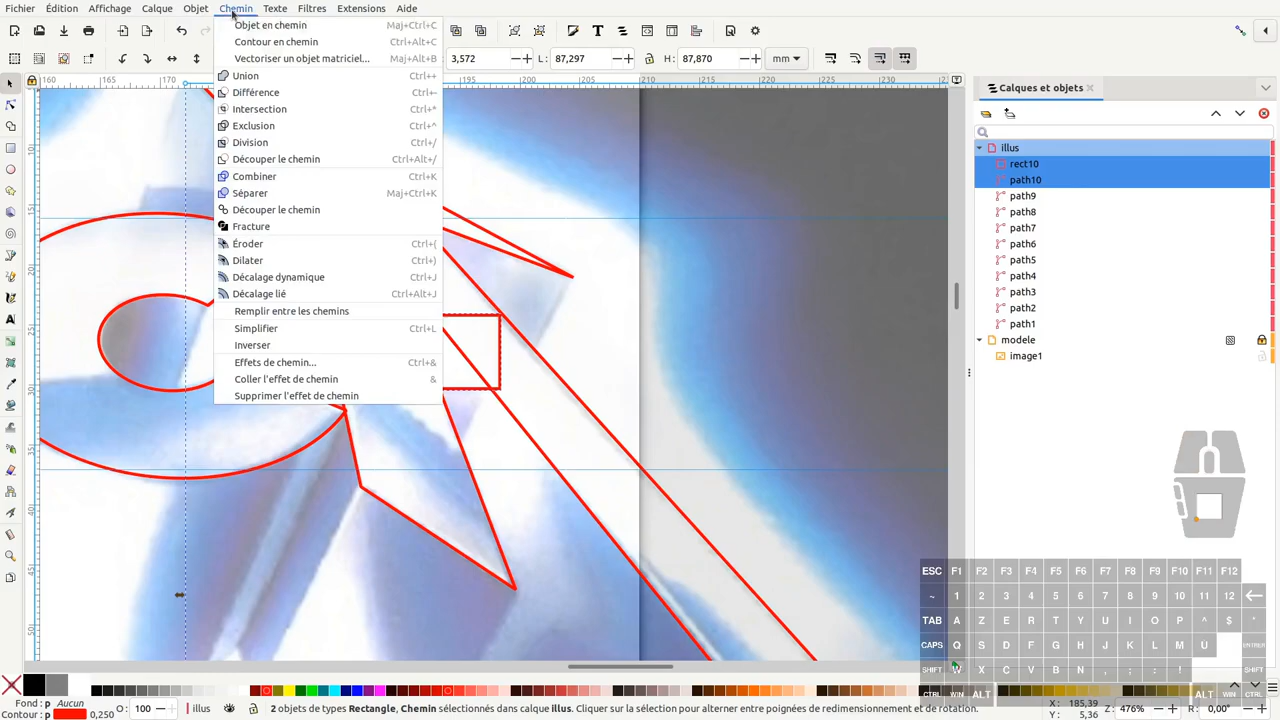 Fichier Édition Affichage Calque Objet Chemin Texte Filtres Extensions Aide
Objet en chemin Maj+Ctrl+C
Contour en chemin Ctrl+Alt+C
Vectoriser un objet matriciel... Maj+Alt+B
Union Ctrl++
Différence Ctrl+-
Intersection Ctrl+*
Exclusion Ctrl+^
Division Ctrl+/
Découper le chemin Ctrl+Alt+/
Combiner Ctrl+K
Séparer Maj+Ctrl+K
Découper le chemin
Fracture
Éroder Ctrl+(
Dilater Ctrl+)
Décalage dynamique Ctrl+J
Décalage lié Ctrl+Alt+J
Remplir entre les chemins
Simplifier Ctrl+L
Inverser
Effets de chemin... Ctrl+&
Coller l'effet de chemin &
Supprimer l'effet de chemin
3,572 L: 87,297 H: 87,870 mm
160 165 170 195 200 205 210 215 220 225 230
Calques et objets
illus
rect10
path10
path9
path8
path7
path6
path5
path4
path3
path2
path1
modele
image1
ESC F1 F2 F3 F4 F5 F6 F7 F8 F9 F10 F11 F12
~ 1 2 3 4 5 6 7 8 9 10 11 12
TAB A Z E R T Y U I O P ^ $ *
CAPS Q S D F G H J K L M U ENTRER
SHIFT W X C V B N , ; : ! SHIFT
CTRL WIN ALT ALT WIN CTRL
Fond : p Aucun
Contour : p 0,250
O: 100
illus
2 objets de types Rectangle, Chemin sélectionnés dans calque illus. Cliquer sur la sélection pour alterner entre poignées de redimensionnement et de rotation.
X: 185,39
Y: 5,36
Z: 476% R: 0,00°